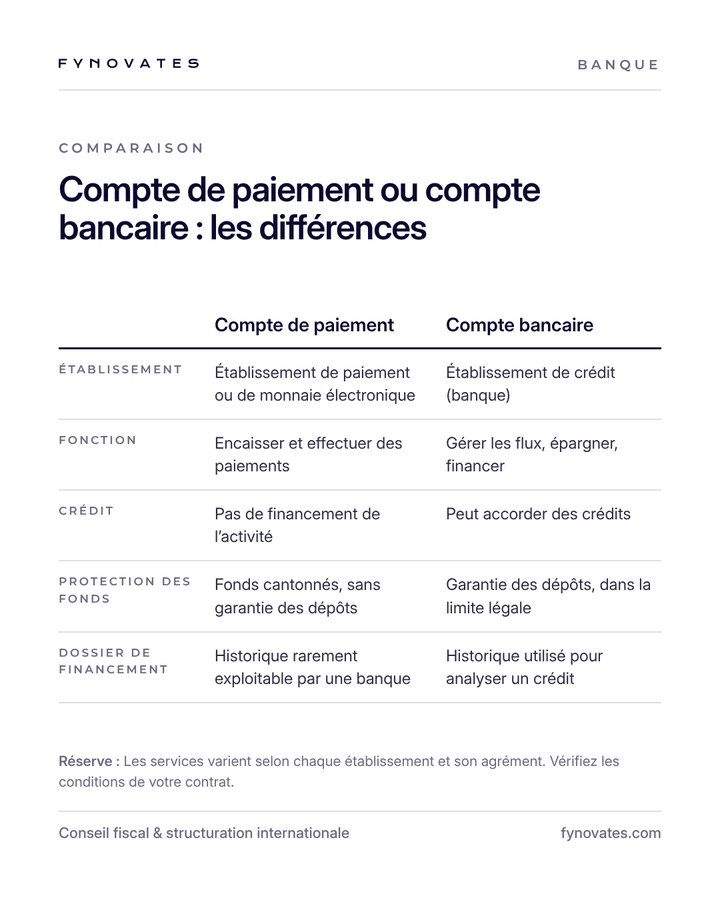 FYNOVATES
BANQUE
COMPARAISON
Compte de paiement ou compte
bancaire : les différences
Compte de paiement
Compte bancaire
ÉTABLISSEMENT
Établissement de paiement
ou de monnaie électronique
Établissement de crédit
(banque)
FONCTION
Encaisser et effectuer des
paiements
Gérer les flux, épargner,
financer
CRÉDIT
Pas de financement de
l’activité
Peut accorder des crédits
PROTECTION DES
FONDS
Fonds cantonnés, sans
garantie des dépôts
Garantie des dépôts, dans la
limite légale
DOSSIER DE
FINANCEMENT
Historique rarement
exploitable par une banque
Historique utilisé pour
analyser un crédit
Réserve : Les services varient selon chaque établissement et son agrément. Vérifiez les
conditions de votre contrat.
Conseil fiscal & structuration internationale
fynovates.com